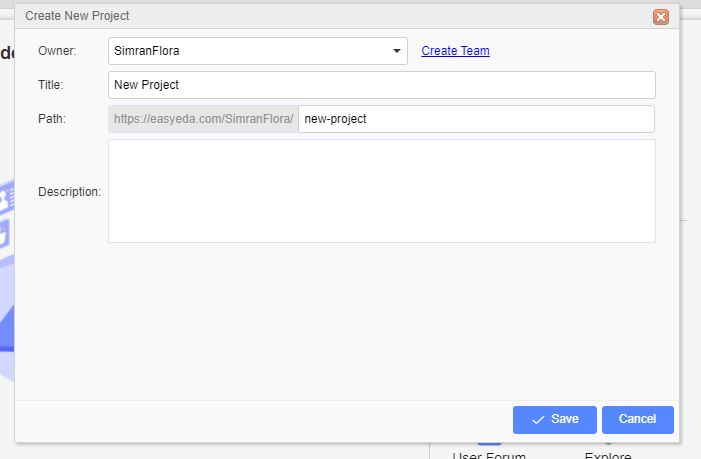 Create New Project
Owner:
SimranFlora
Create Team
Title:
New Project
Path:
https://easyeda.com/SimranFlora/
new-project
Description:
Save
Cancel
User Forum
Explore